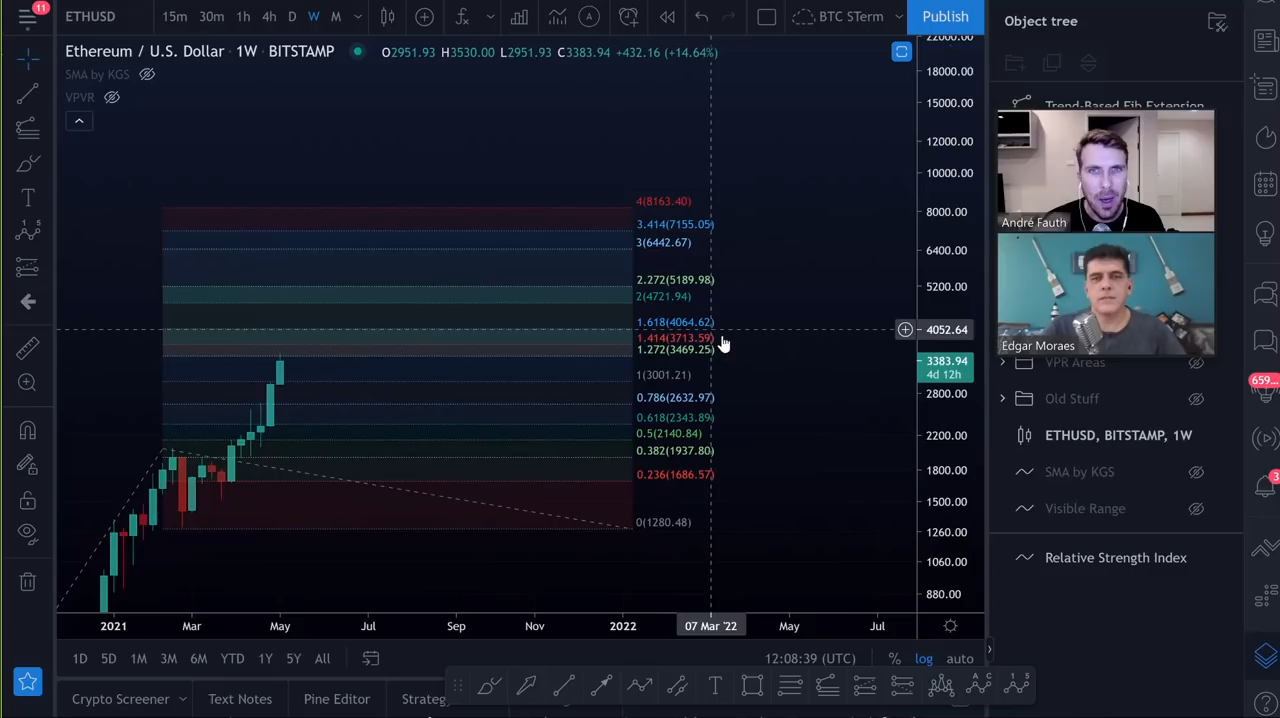 11
ETHUSD
15m 30m 1h 4h D W M
BTC STerm
Publish
Object tree
Ethereum / U.S. Dollar · 1W · BITSTAMP
O2951.93 H3530.00 L2951.93 C3383.94 +432.16 (+14.64%)
SMA by KGS
VPVR
22000.00
18000.00
15000.00
12000.00
10000.00
8000.00
6400.00
5200.00
4052.64
3383.94
4d 12h
2800.00
2200.00
1800.00
1500.00
1260.00
1060.00
880.00
4(8163.40)
3.414(7155.05)
3(6442.67)
2.272(5189.98)
2(4721.94)
1.618(4064.62)
1.414(3713.59)
1.272(3469.25)
1(3001.21)
0.786(2632.97)
0.618(2343.89)
0.5(2140.84)
0.382(1937.80)
0.236(1686.57)
0(1280.48)
Trend-Based Fib Extension
André Fauth
Edgar Moraes
VPR Areas
Old Stuff
ETHUSD, BITSTAMP, 1W
SMA by KGS
Visible Range
Relative Strength Index
659...
3
2021 Mar May Jul Sep Nov 2022 07 Mar '22 May Jul
1D 5D 1M 3M 6M YTD 1Y 5Y All
12:08:39 (UTC)
% log auto
Crypto Screener
Text Notes
Pine Editor